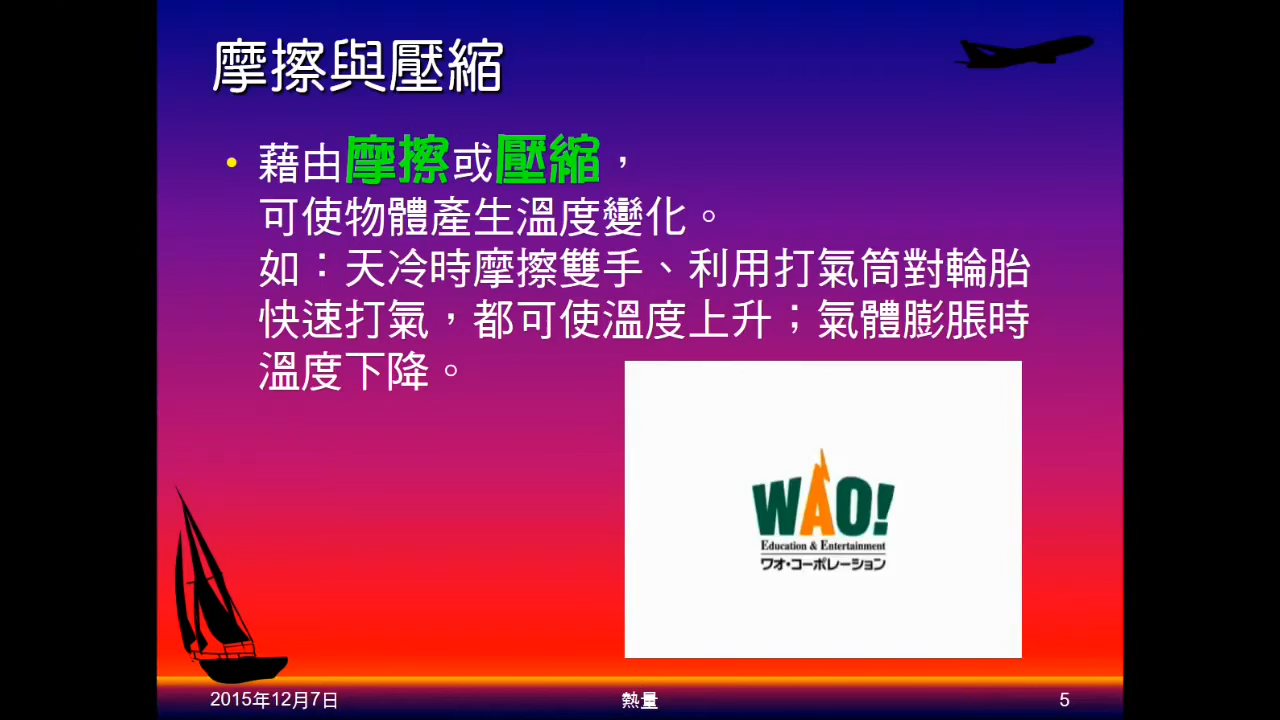 摩擦與壓縮
• 藉由摩擦或壓縮，
可使物體產生溫度變化。
如：天冷時摩擦雙手、利用打氣筒對輪胎
快速打氣，都可使溫度上升；氣體膨脹時
溫度下降。
WAO!
Education & Entertainment
ワオ・コーポレーション
2015年12月7日
熱量
5